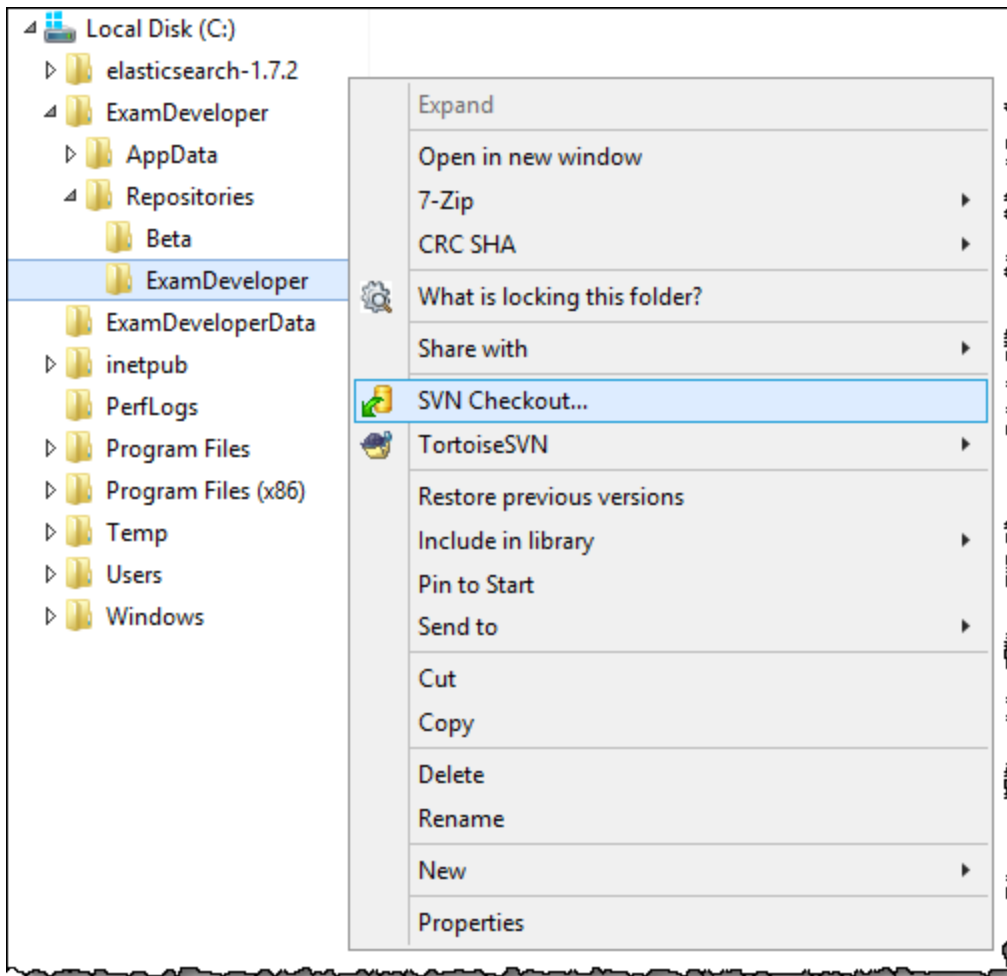 Local Disk (C:)
elasticsearch-1.7.2
ExamDeveloper
AppData
Repositories
Beta
ExamDeveloper
ExamDeveloperData
inetpub
PerfLogs
Program Files
Program Files (x86)
Temp
Users
Windows
Expand
Open in new window
7-Zip
CRC SHA
What is locking this folder?
Share with
SVN Checkout...
TortoiseSVN
Restore previous versions
Include in library
Pin to Start
Send to
Cut
Copy
Delete
Rename
New
Properties